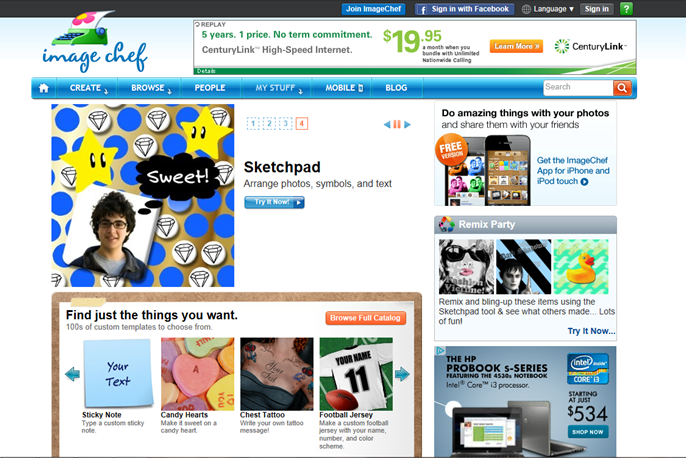 Join ImageChef
f Sign in with Facebook
Language
Sign in
?
image chef
REPLAY
5 years. 1 price. No term commitment.
CenturyLink™ High-Speed Internet.
$19.95
a month when you
bundle with Unlimited
Nationwide Calling
Learn More »
CenturyLink™
Details
CREATE
BROWSE
PEOPLE
MY STUFF
MOBILE
BLOG
Search
Sweet!
1 2 3 4
Sketchpad
Arrange photos, symbols, and text
Try It Now!
Do amazing things with your photos
and share them with your friends
FREE
VERSION
Get the ImageChef
App for iPhone and
iPod touch
Remix Party
Remix and bling-up these items using the
Sketchpad tool & see what others made... Lots
of fun!
Try It Now...
Find just the things you want.
100s of custom templates to choose from.
Browse Full Catalog
Your
Text
A
YOUR NAME
11
Sticky Note
Type a custom sticky
note.
Candy Hearts
Make it sweet on a
candy heart.
Chest Tattoo
Write your own tattoo
message!
Football Jersey
Make a custom football
jersey with your name,
number, and color
scheme.
THE HP
PROBOOK s-SERIES
FEATURING THE 4530s NOTEBOOK
Intel® Core™ i3 processor.
intel
CORE i3
STARTING AT
JUST
$534
SHOP NOW